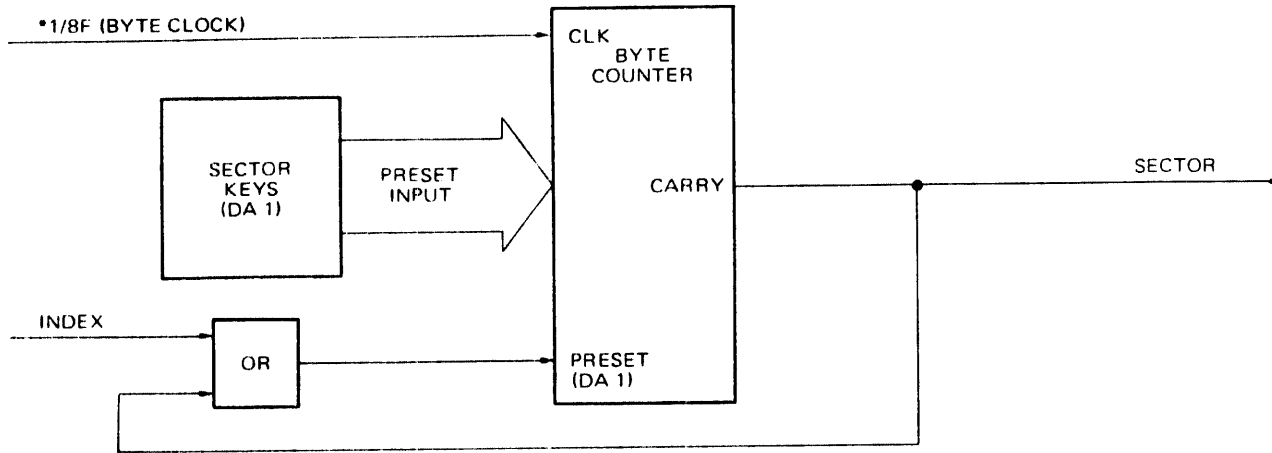 *1/8F (BYTE CLOCK)
CLK
BYTE
COUNTER
SECTOR
KEYS
(DA 1)
PRESET
INPUT
CARRY
SECTOR
INDEX
OR
PRESET
(DA 1)